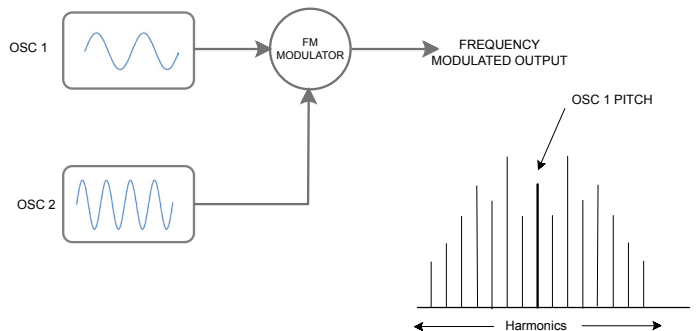 OSC 1
FM
MODULATOR
FREQUENCY
MODULATED OUTPUT
OSC 1 PITCH
OSC 2
Harmonics